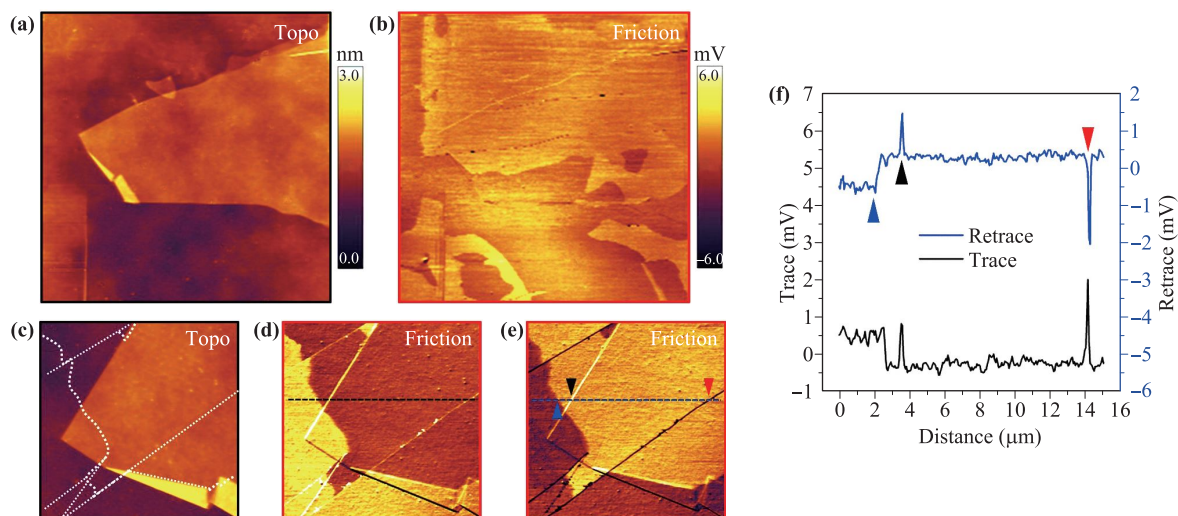 (a) Topo
nm
3.0
0.0
(b) Friction
mV
6.0
−6.0
(c) Topo
(d) Friction
(e) Friction
(f)
7
6
5
4
3
2
1
0
−1
Trace (mV)
2
1
0
−1
−2
−3
−4
−5
−6
Retrace (mV)
Retrace
Trace
0 2 4 6 8 10 12 14 16
Distance (μm)